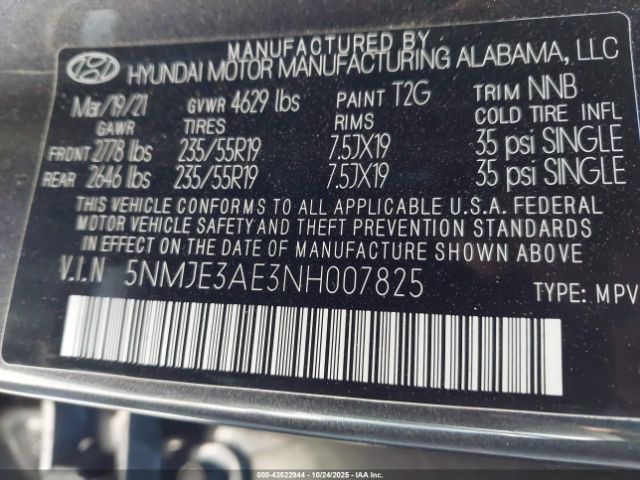 MANUFACTURED BY
HYUNDAI MOTOR MANUFACTURING ALABAMA, LLC
Mar/19/21 GVWR 4629 lbs PAINT T2G TRIM NNB
GAWR TIRES RIMS COLD TIRE INFL
FRONT 2778 lbs 235/55R19 7.5JX19 35 psi SINGLE
REAR 2646 lbs 235/55R19 7.5JX19 35 psi SINGLE
THIS VEHICLE CONFORMS TO ALL APPLICABLE U.S.A. FEDERAL
MOTOR VEHICLE SAFETY AND THEFT PREVENTION STANDARDS
IN EFFECT ON THE DATE OF MANUFACTURE SHOWN ABOVE.
V.I.N 5NMJE3AE3NH007825 TYPE: MPV
000-43522944 - 10/24/2025 - IAAI.com